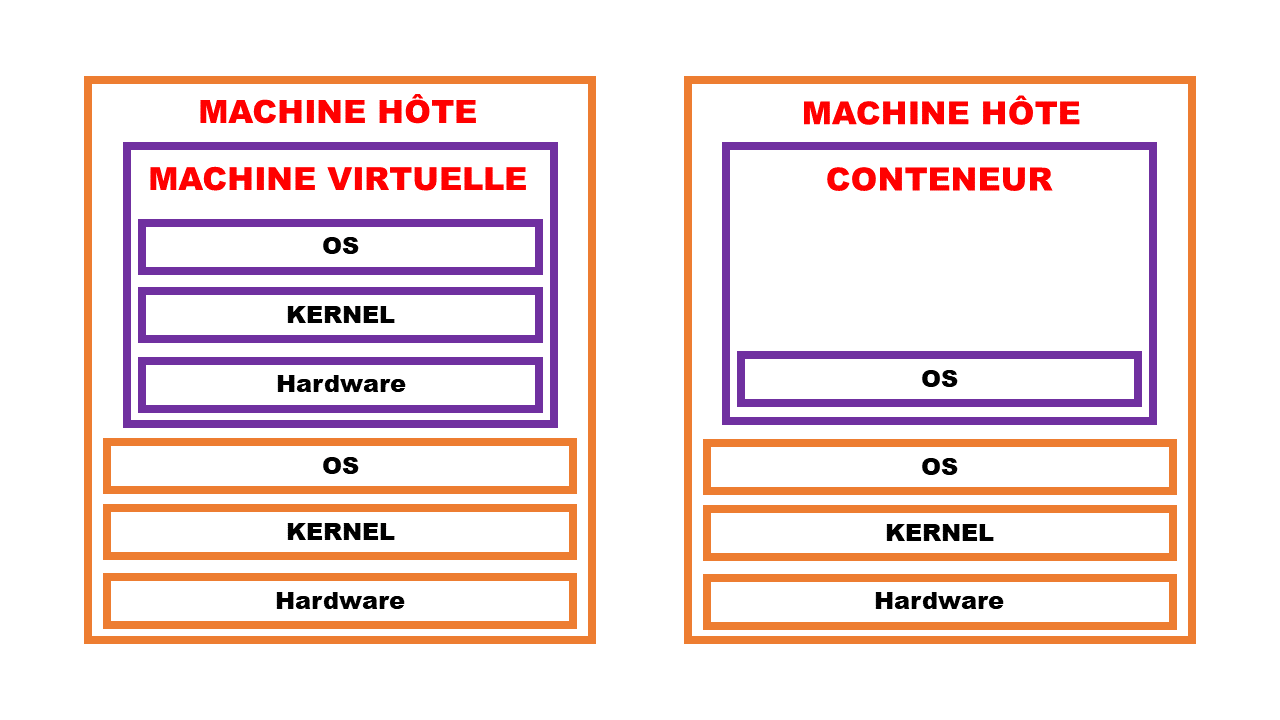 MACHINE HÔTE
MACHINE VIRTUELLE
OS
KERNEL
Hardware
OS
KERNEL
Hardware
MACHINE HÔTE
CONTENEUR
OS
OS
KERNEL
Hardware